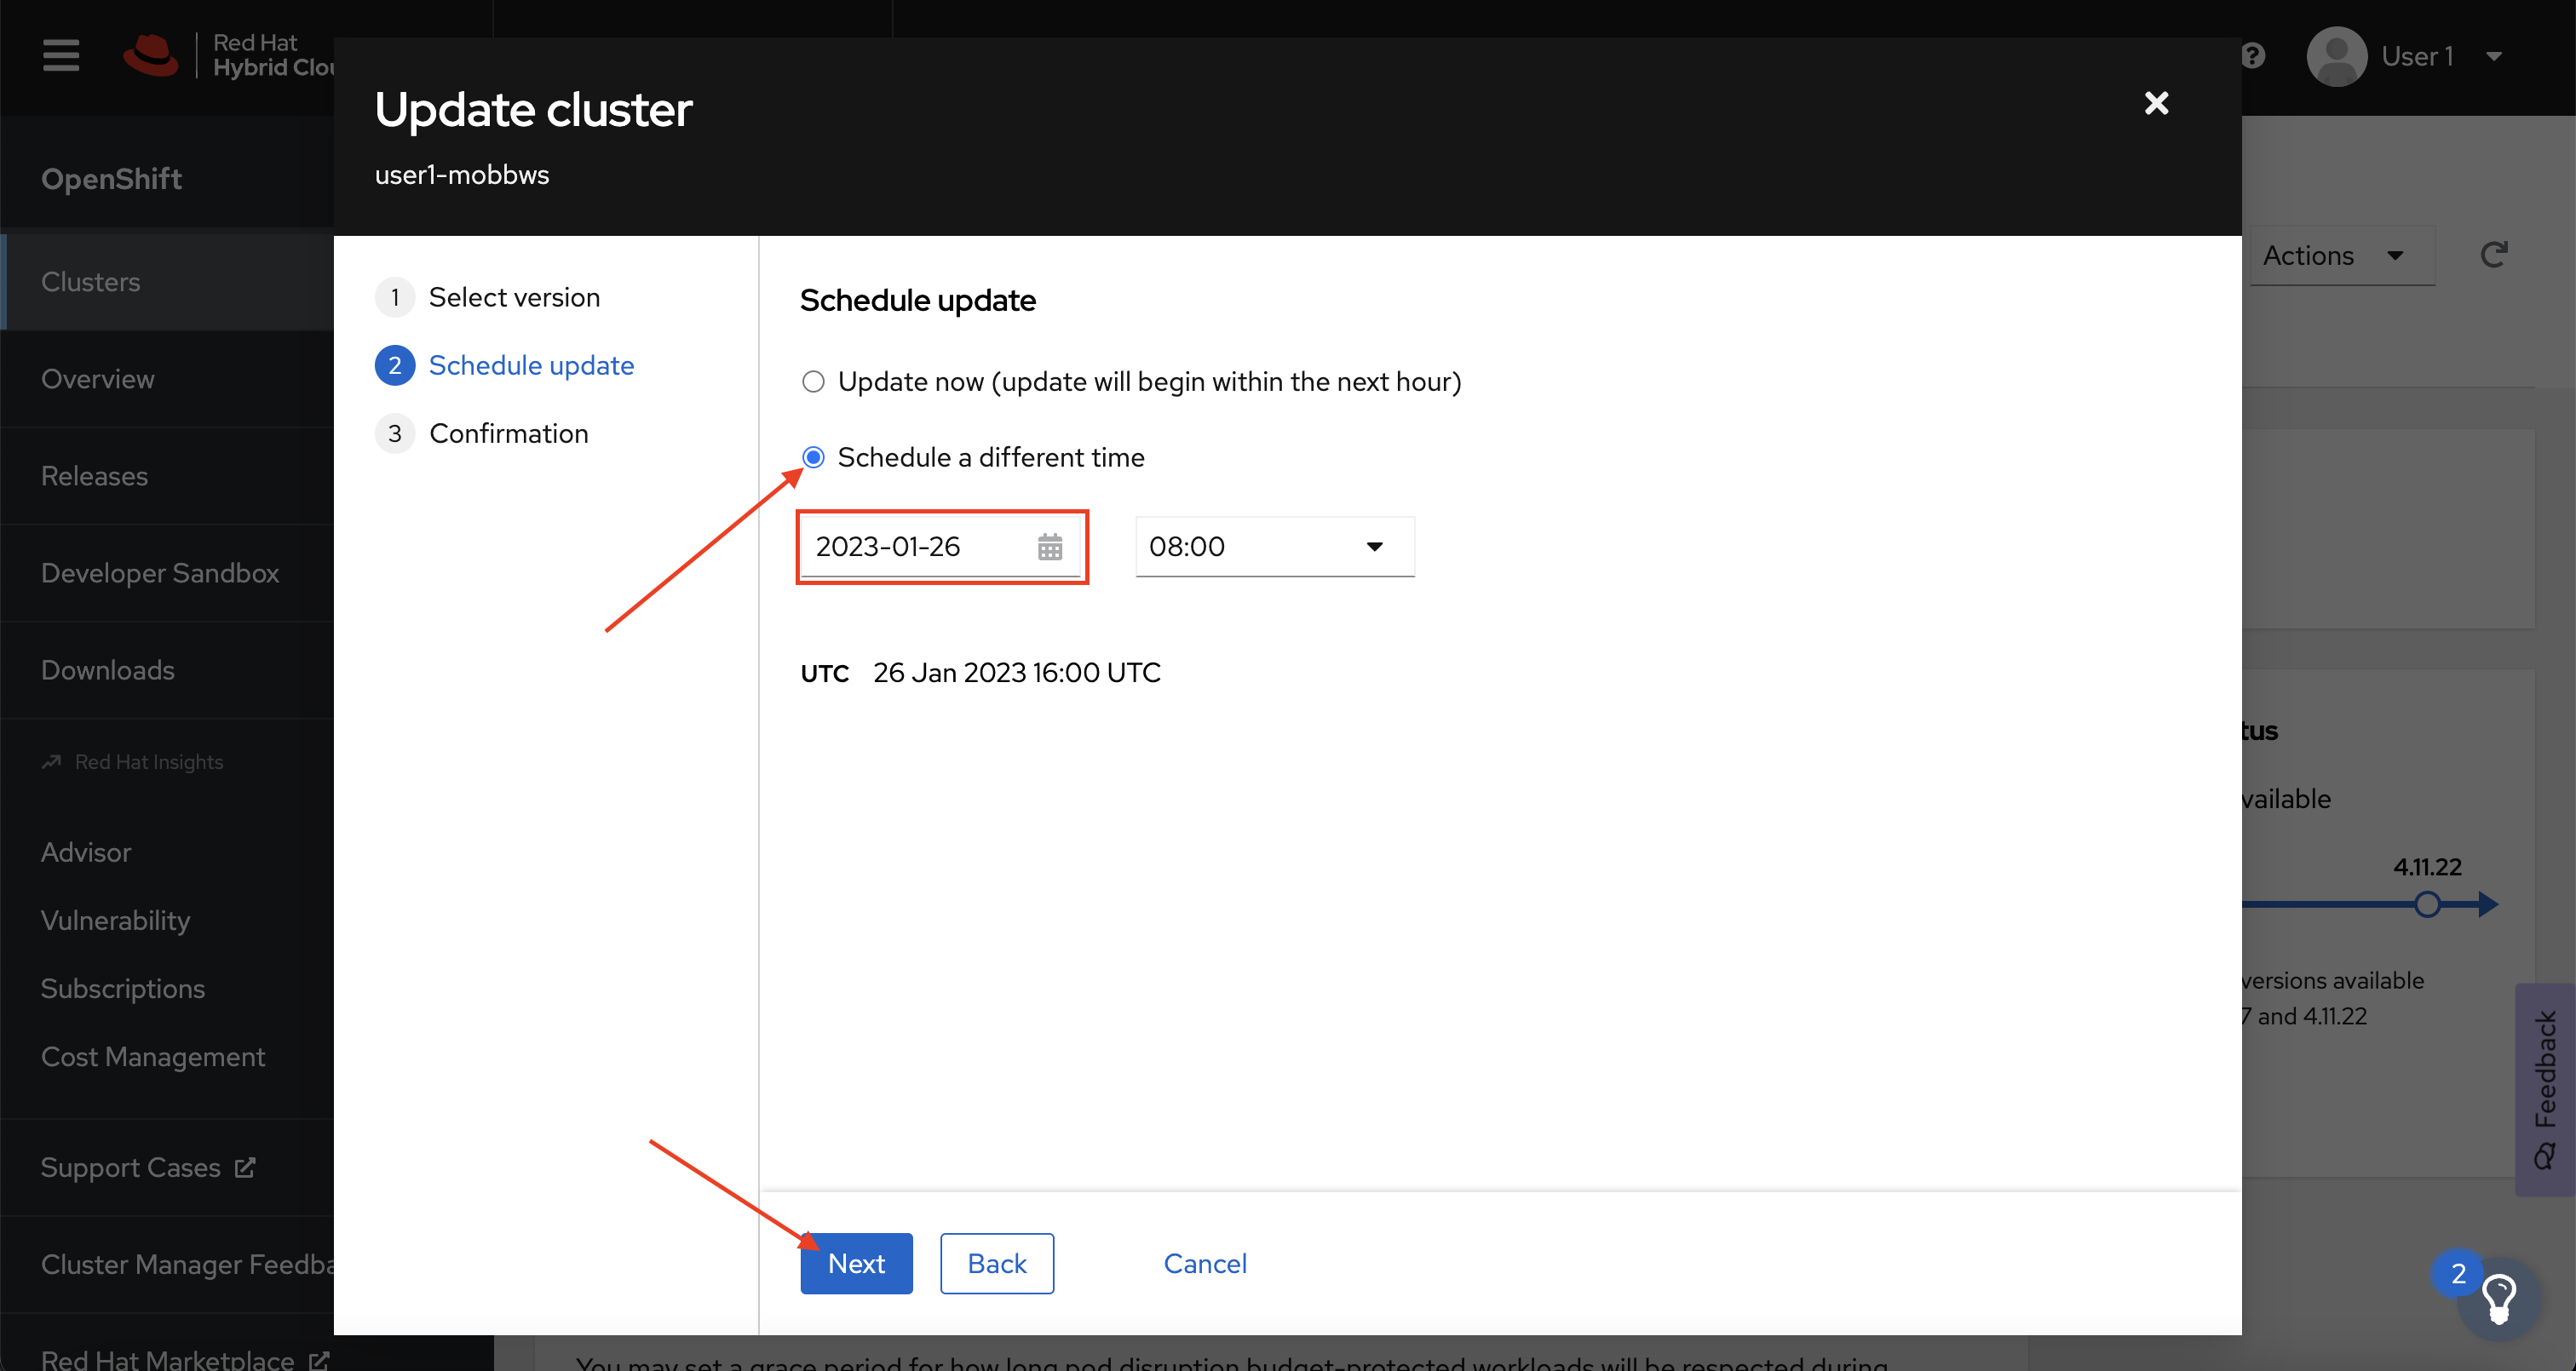 Red Hat
Hybrid Clou
User 1
OpenShift
Clusters
Overview
Releases
Developer Sandbox
Downloads
Red Hat Insights
Advisor
Vulnerability
Subscriptions
Cost Management
Support Cases
Cluster Manager Feedba
Red Hat Marketplace
Update cluster
user1-mobbws
1 Select version
2 Schedule update
3 Confirmation
Schedule update
Update now (update will begin within the next hour)
Schedule a different time
2023-01-26
08:00
UTC 26 Jan 2023 16:00 UTC
Next
Back
Cancel
Actions
tus
vailable
4.11.22
versions available
7 and 4.11.22
Feedback
2
You may set a grace period for how long pod disruption budget-protected workloads will be respected during